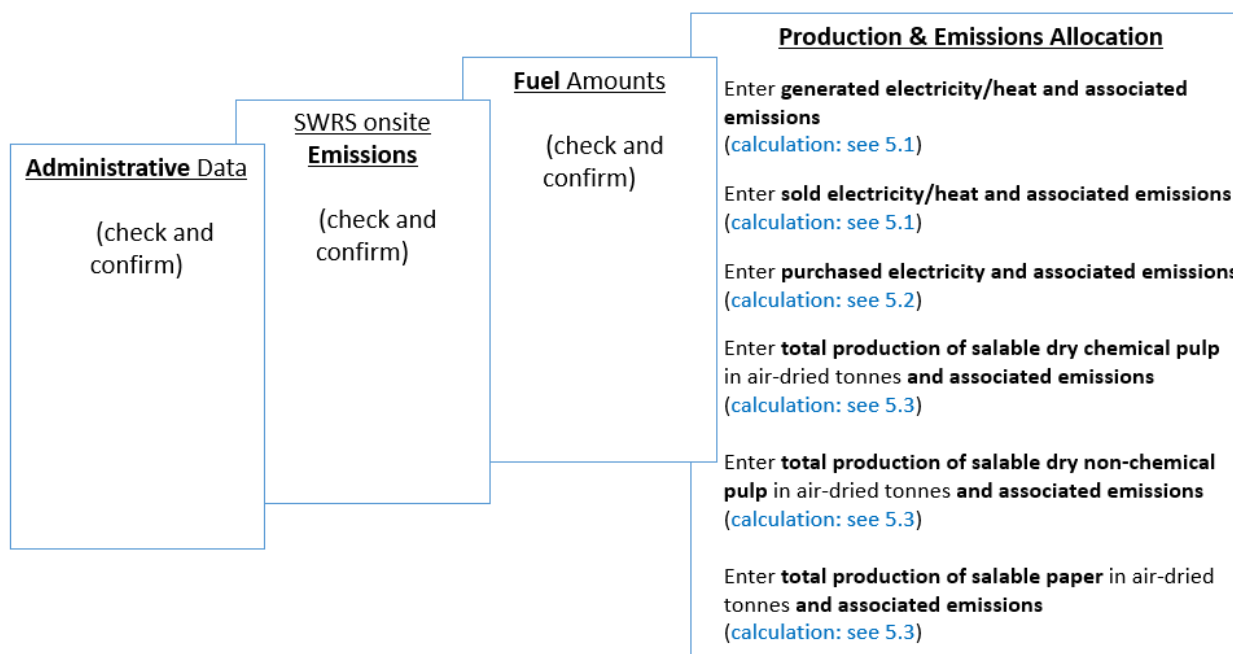 Administrative Data
(check and
confirm)
SWRS onsite
Emissions
(check and
confirm)
Fuel Amounts
(check and
confirm)
Production & Emissions Allocation
Enter generated electricity/heat and associated
emissions
(calculation: see 5.1)
Enter sold electricity/heat and associated emissions
(calculation: see 5.1)
Enter purchased electricity and associated emissions
(calculation: see 5.2)
Enter total production of salable dry chemical pulp
in air-dried tonnes and associated emissions
(calculation: see 5.3)
Enter total production of salable dry non-chemical
pulp in air-dried tonnes and associated emissions
(calculation: see 5.3)
Enter total production of salable paper in air-dried
tonnes and associated emissions
(calculation: see 5.3)